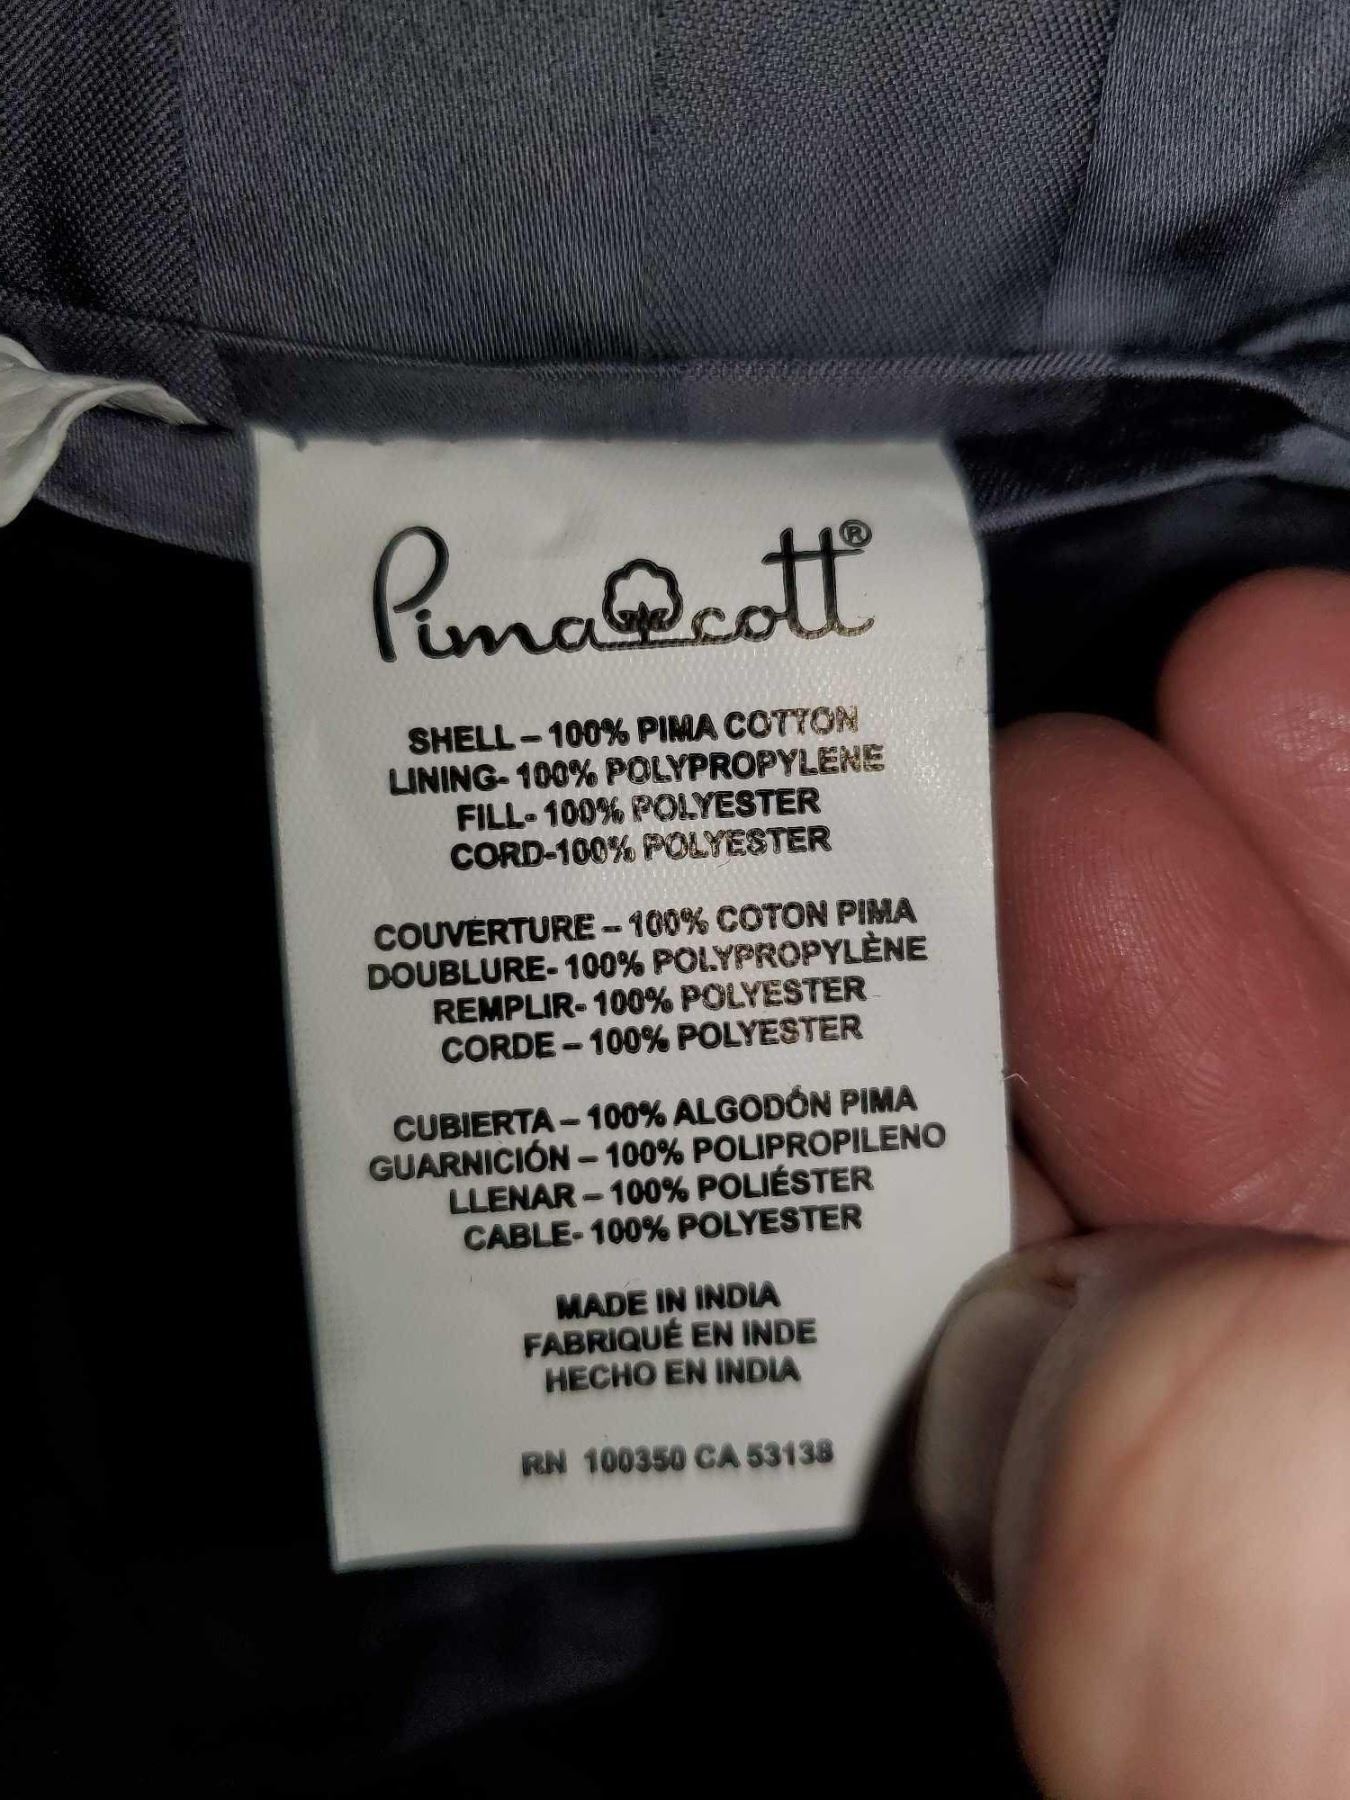 Pimacott®
SHELL – 100% PIMA COTTON
LINING- 100% POLYPROPYLENE
FILL- 100% POLYESTER
CORD-100% POLYESTER
COUVERTURE – 100% COTON PIMA
DOUBLURE- 100% POLYPROPYLÈNE
REMPLIR- 100% POLYESTER
CORDE – 100% POLYESTER
CUBIERTA – 100% ALGODÓN PIMA
GUARNICIÓN – 100% POLIPROPILENO
LLENAR – 100% POLIÉSTER
CABLE- 100% POLYESTER
MADE IN INDIA
FABRIQUÉ EN INDE
HECHO EN INDIA
RN 100350 CA 53138